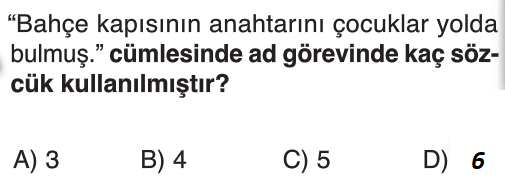 “Bahçe kapısının anahtarını çocuklar yolda
bulmuş.” cümlesinde ad görevinde kaç söz-
cük kullanılmıştır?
A) 3 B) 4 C) 5 D) 6